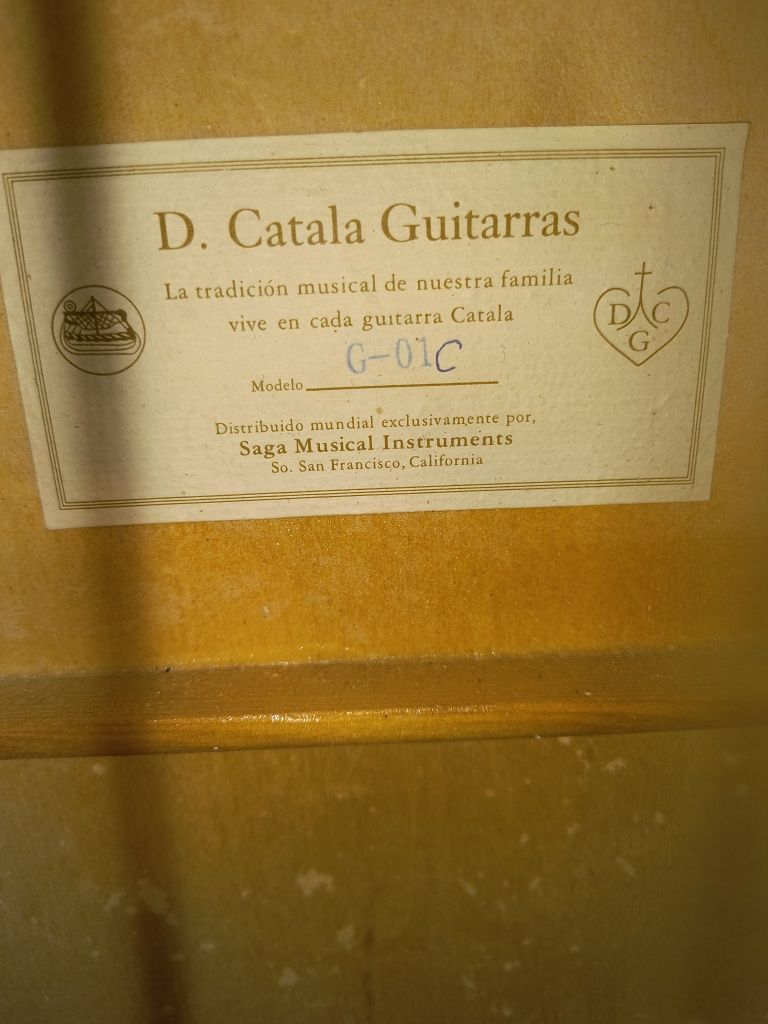 D. Catala Guitarras
La tradición musical de nuestra familia
vive en cada guitarra Catala
G-01C
Modelo
D C
G
Distribuido mundial exclusivamente por,
Saga Musical Instruments
So. San Francisco, California